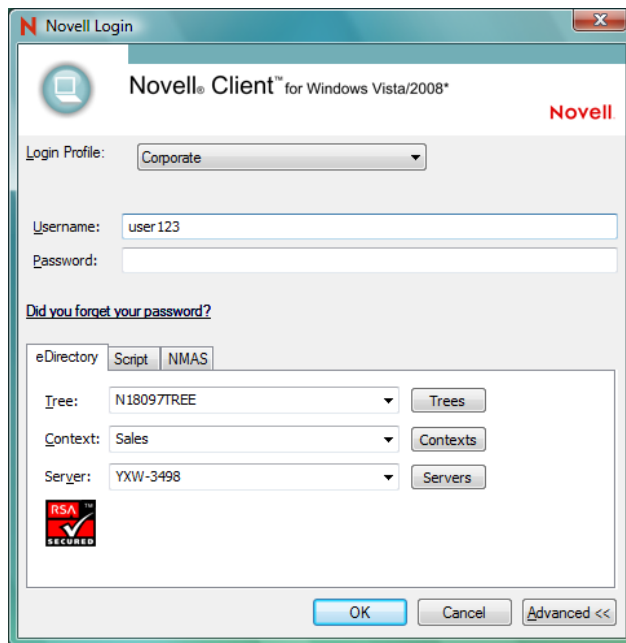 Novell Login
Novell® Client™ for Windows Vista/2008*
Novell
Login Profile: Corporate
Username: user123
Password:
Did you forget your password?
eDirectory Script NMAS
Tree: N18097TREE Trees
Context: Sales Contexts
Server: YXW-3498 Servers
RSA™
SECURED
OK Cancel Advanced <<